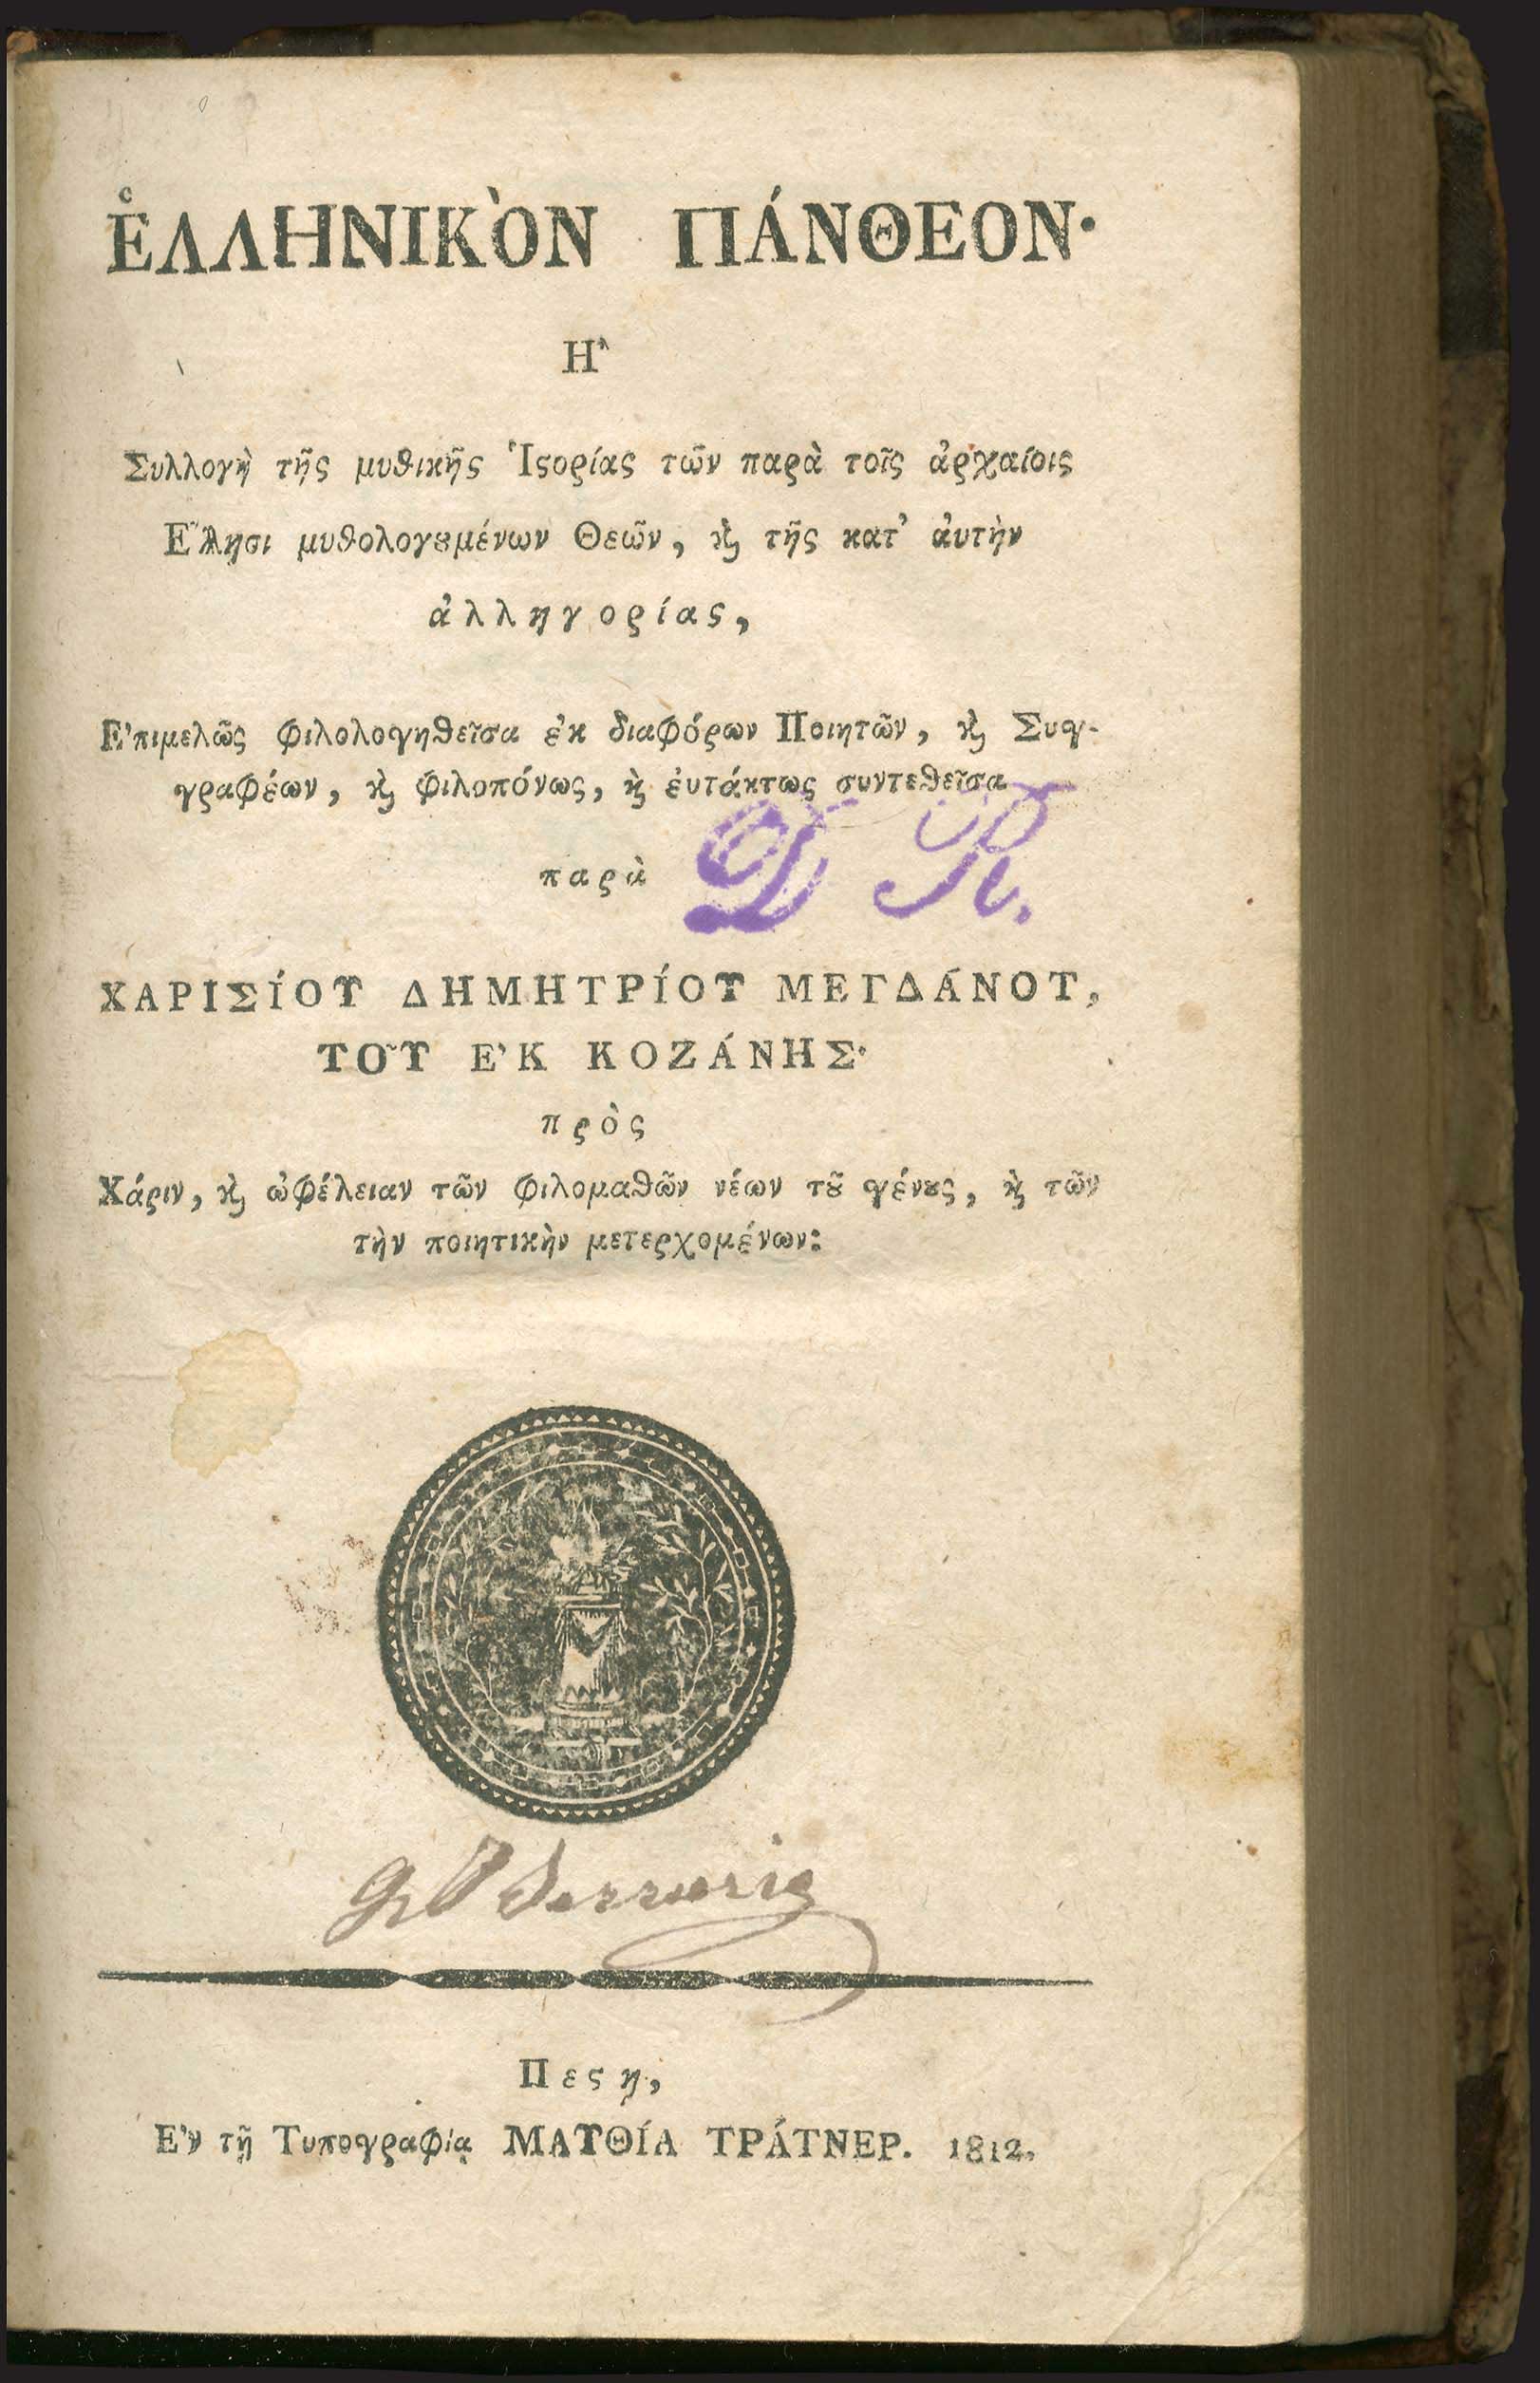 ἙΛΛΗΝΙΚῸΝ ΠΆΝΘΕΟΝ·
Ἢ
Συλλογὴ τῆς μυθικῆς Ἱϛορίας τῶν παρὰ τοῖς ἀρχαίοις
Ἕλλησι μυθολογȣμένων Θεῶν, ϗ̀ τῆς κατ' ἀυτὴν
ἀλληγορίας,
Ἐπιμελῶς φιλολογηθεῖσα ἐκ διαφόρων Ποιητῶν, ϗ̀ Συγ-
γραφέων, ϗ̀ φιλοπόνως, ϗ̀ ἐυτάκτως συντεθεῖσα
παρὰ
ΧΑΡΙΣΊΟΥ ΔΗΜΗΤΡΊΟΥ ΜΕΓΔΆΝΟΥ,
ΤΟῦ ἘΚ ΚΟΖΆΝΗΣ·
πρὸς
Χάριν, ϗ̀ ὠφέλειαν τῶν φιλομαθῶν νέων τȣ͂ γένȣς, ϗ̀ τῶν
τὴν ποιητικὴν μετερχομένων:
Πεϛῃ,
Ἐν τῇ Τυπογραφίᾳ ΜΑΤΘΊΑ ΤΡΆΤΝΕΡ. 1812.